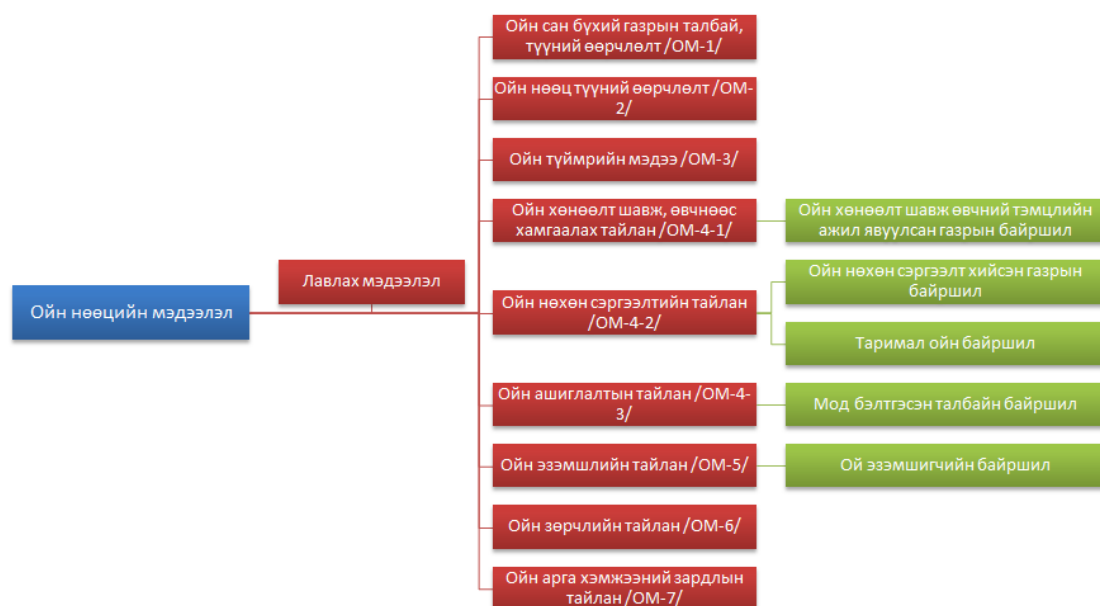 Ойн сан бүхий газрын талбай,
түүний өөрчлөлт /ОМ-1/
Ойн нөөц түүний өөрчлөлт /ОМ-
2/
Ойн түймрийн мэдээ /ОМ-3/
Ойн хөнөөлт шавж, өвчнөөс
хамгаалах тайлан /ОМ-4-1/
Ойн хөнөөлт шавж өвчний тэмцлийн
ажил явуулсан газрын байршил
Лавлах мэдээлэл
Ойн нөөцийн мэдээлэл
Ойн нөхөн сэргээлтийн тайлан
/ОМ-4-2/
Ойн нөхөн сэргээлт хийсэн газрын
байршил
Таримал ойн байршил
Ойн ашиглалтын тайлан /ОМ-4-
3/
Мод бэлтгэсэн талбайн байршил
Ойн эзэмшлийн тайлан /ОМ-5/
Ой эзэмшигчийн байршил
Ойн зөрчлийн тайлан /ОМ-6/
Ойн арга хэмжээний зардлын
тайлан /ОМ-7/